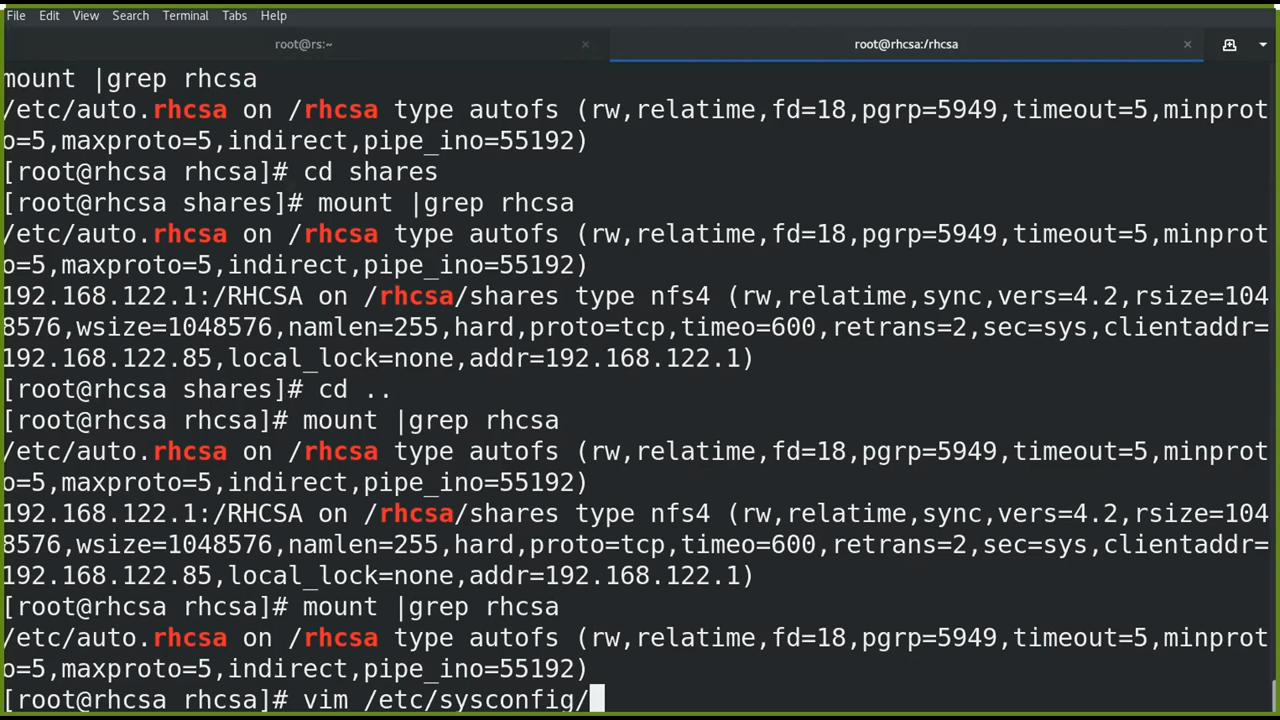 File Edit View Search Terminal Tabs Help
root@rs:~ × root@rhcsa:/rhcsa ×
mount |grep rhcsa
/etc/auto.rhcsa on /rhcsa type autofs (rw,relatime,fd=18,pgrp=5949,timeout=5,minprot
o=5,maxproto=5,indirect,pipe_ino=55192)
[root@rhcsa rhcsa]# cd shares
[root@rhcsa shares]# mount |grep rhcsa
/etc/auto.rhcsa on /rhcsa type autofs (rw,relatime,fd=18,pgrp=5949,timeout=5,minprot
o=5,maxproto=5,indirect,pipe_ino=55192)
192.168.122.1:/RHCSA on /rhcsa/shares type nfs4 (rw,relatime,sync,vers=4.2,rsize=104
8576,wsize=1048576,namlen=255,hard,proto=tcp,timeo=600,retrans=2,sec=sys,clientaddr=
192.168.122.85,local_lock=none,addr=192.168.122.1)
[root@rhcsa shares]# cd ..
[root@rhcsa rhcsa]# mount |grep rhcsa
/etc/auto.rhcsa on /rhcsa type autofs (rw,relatime,fd=18,pgrp=5949,timeout=5,minprot
o=5,maxproto=5,indirect,pipe_ino=55192)
192.168.122.1:/RHCSA on /rhcsa/shares type nfs4 (rw,relatime,sync,vers=4.2,rsize=104
8576,wsize=1048576,namlen=255,hard,proto=tcp,timeo=600,retrans=2,sec=sys,clientaddr=
192.168.122.85,local_lock=none,addr=192.168.122.1)
[root@rhcsa rhcsa]# mount |grep rhcsa
/etc/auto.rhcsa on /rhcsa type autofs (rw,relatime,fd=18,pgrp=5949,timeout=5,minprot
o=5,maxproto=5,indirect,pipe_ino=55192)
[root@rhcsa rhcsa]# vim /etc/sysconfig/